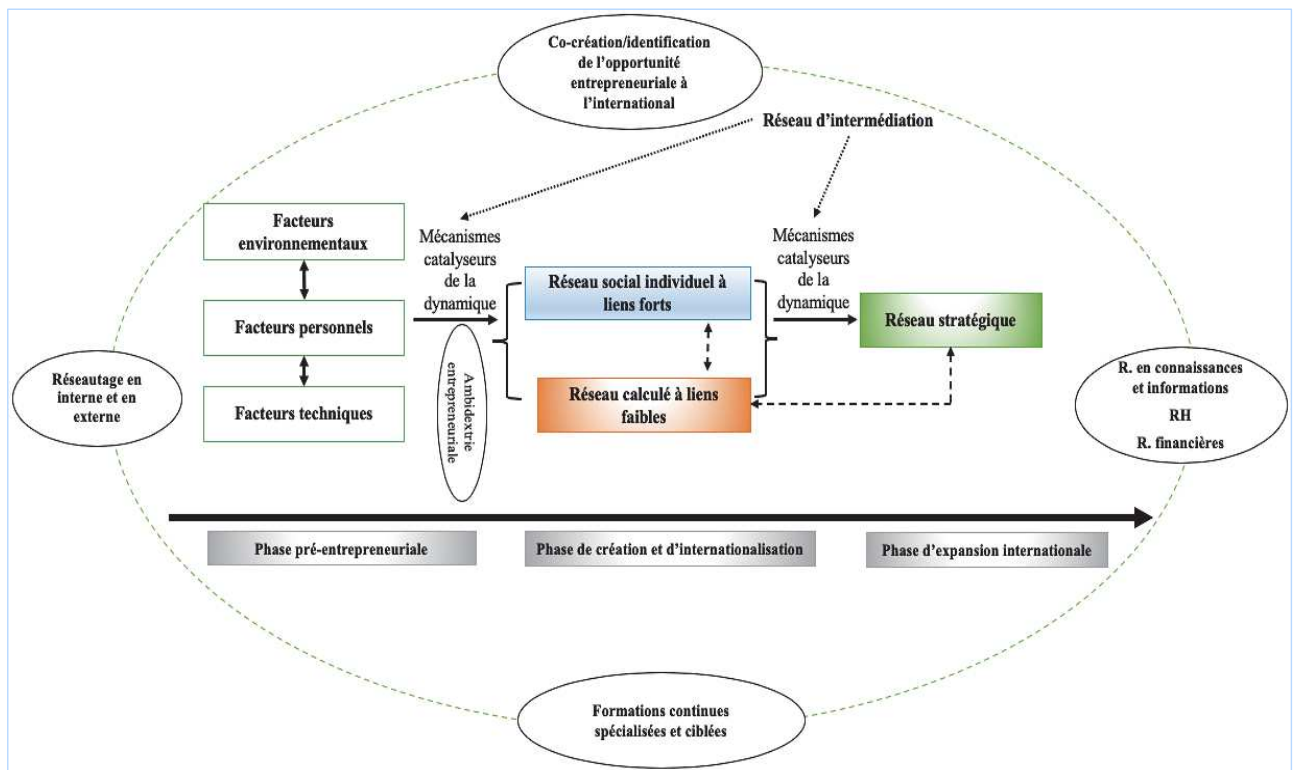 Co-création/identification
de l’opportunité
entrepreneuriale à
l’international
Réseau d’intermédiation
Facteurs
environnementaux
Facteurs personnels
Facteurs techniques
Mécanismes
catalyseurs
de la
dynamique
Ambidextrie
entrepreneuriale
Réseau social individuel à
liens forts
Réseau calculé à liens
faibles
Mécanismes
catalyseurs
de la
dynamique
Réseau stratégique
Réseautage en
interne et en
externe
R. en connaissances
et informations
RH
R. financières
Phase pré-entrepreneuriale
Phase de création et d’internationalisation
Phase d’expansion internationale
Formations continues
spécialisées et ciblées